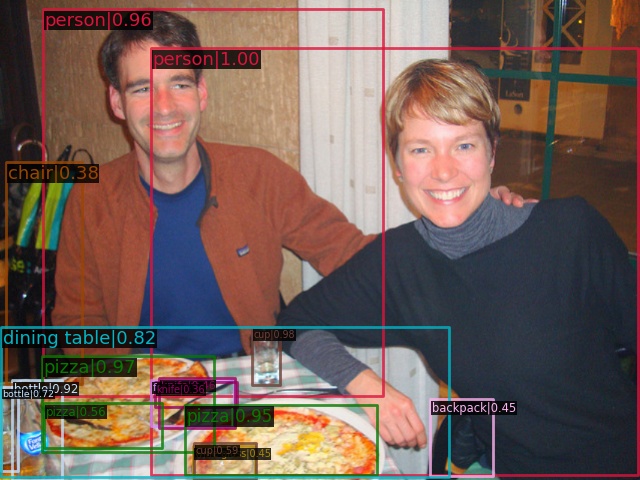 person|0.96
person|1.00
chair|0.38
dining table|0.82
cup|0.98
pizza|0.97
bottle|0.92
bottle|0.72
knife|0.36
pizza|0.56
pizza|0.95
backpack|0.45
cup|0.59
|0.45